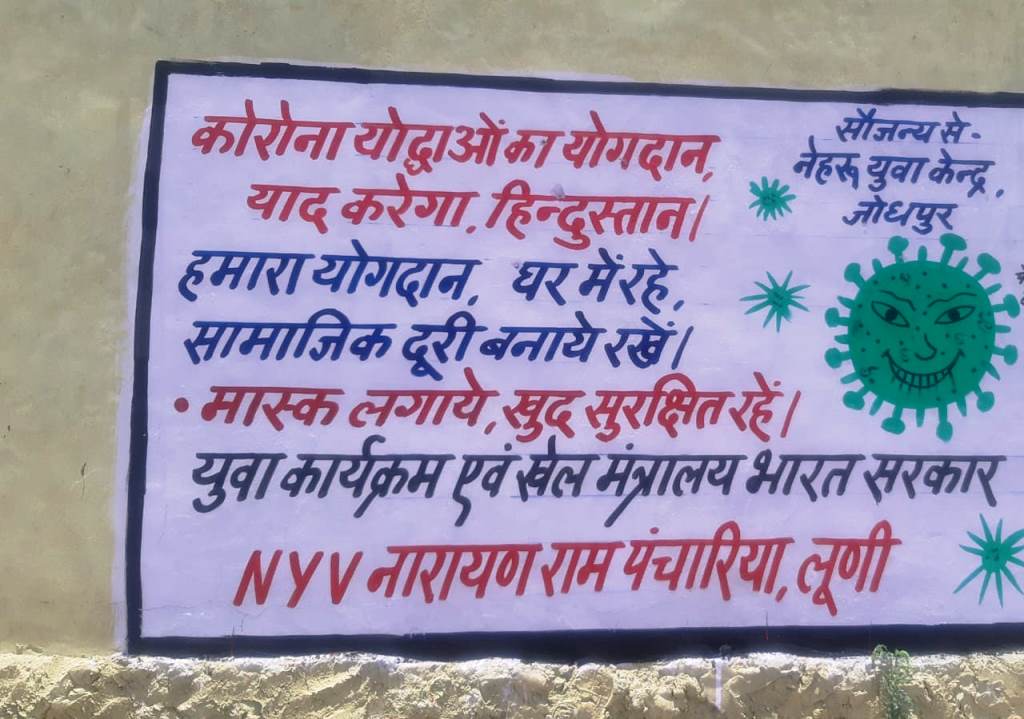 कोरोना योद्धाओं का योगदान,
याद करेगा, हिन्दुस्तान।
हमारा योगदान, घर में रहे,
सामाजिक दूरी बनाये रखें।
• मास्क लगाये, खुद सुरक्षित रहें।
युवा कार्यक्रम एवं खेल मंत्रालय भारत सरकार
NYV नारायण राम पंचारिया, लूणी
सौजन्य से -
नेहरू युवा केन्द्र,
जोधपुर